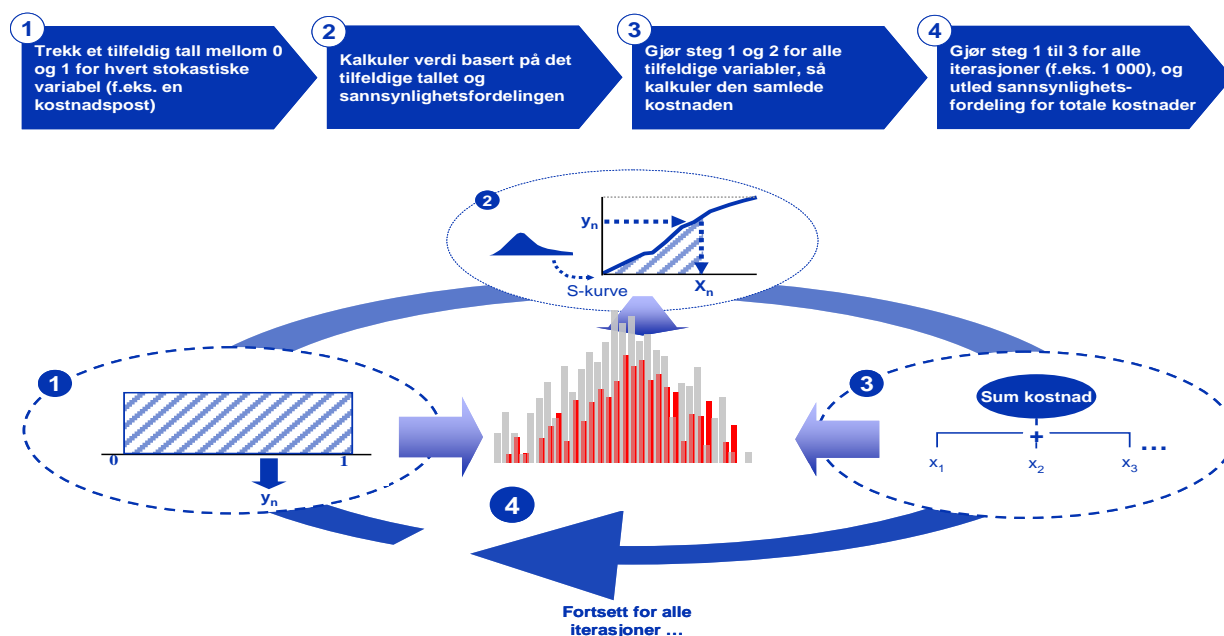 1
Trekk et tilfeldig tall mellom 0
og 1 for hvert stokastiske
variabel (f.eks. en
kostnadspost)
2
Kalkuler verdi basert på det
tilfeldige tallet og
sannsynlighetsfordelingen
3
Gjør steg 1 og 2 for alle
tilfeldige variabler, så
kalkuler den samlede
kostnaden
4
Gjør steg 1 til 3 for alle
iterasjoner (f.eks. 1 000), og
utled sannsynlighets-
fordeling for totale kostnader
2
yn
S-kurve
Xn
1
0 1
yn
3
Sum kostnad
+
x1 x2 x3 ...
4
Fortsett for alle
iterasjoner ...